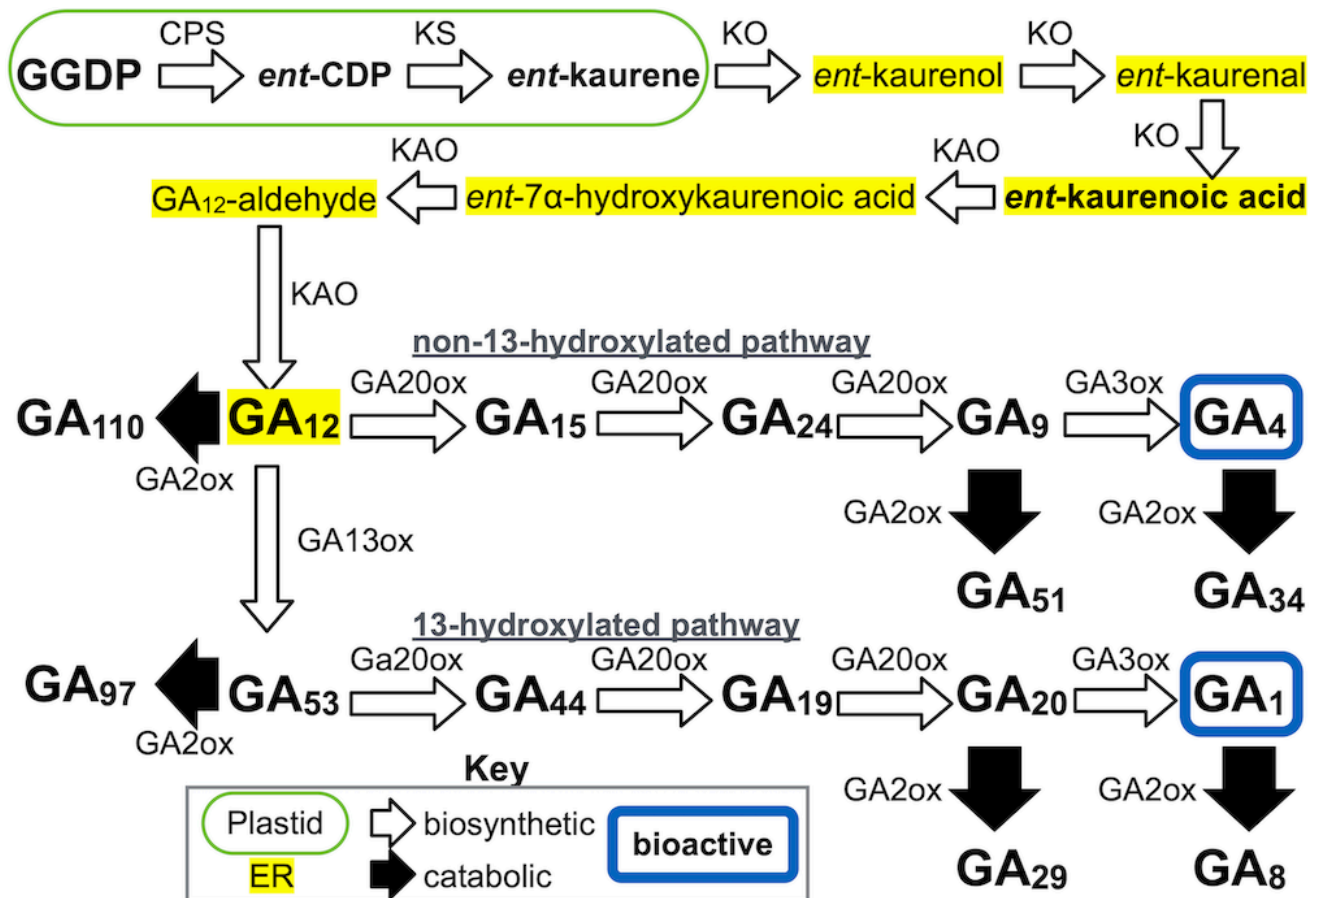 CPS KS KO KO
GGDP ent-CDP ent-kaurene ent-kaurenol ent-kaurenal
KAO KAO KO
GA12-aldehyde ent-7α-hydroxykaurenoic acid ent-kaurenoic acid
KAO
non-13-hydroxylated pathway
GA20ox GA20ox GA20ox GA3ox
GA110 GA12 GA15 GA24 GA9 GA4
GA2ox
GA2ox GA2ox
GA13ox
GA51 GA34
13-hydroxylated pathway
Ga20ox GA20ox GA20ox GA3ox
GA97 GA53 GA44 GA19 GA20 GA1
GA2ox
Key
GA2ox GA2ox
Plastid biosynthetic bioactive
ER catabolic
GA29 GA8